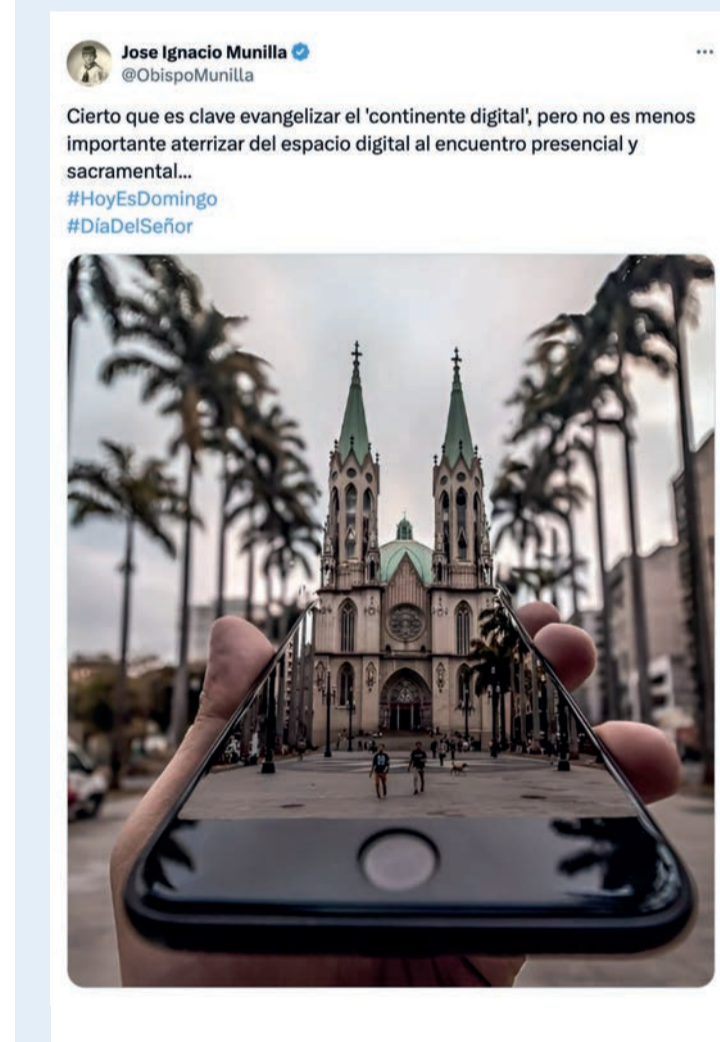 Jose Ignacio Munilla
@ObispoMunilla
Cierto que es clave evangelizar el 'continente digital', pero no es menos
importante aterrizar del espacio digital al encuentro presencial y
sacramental...
#HoyEsDomingo
#DíaDelSeñor